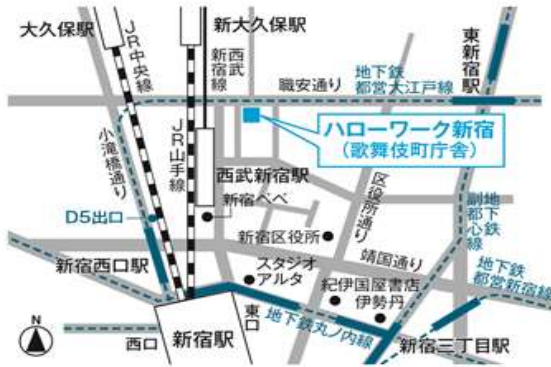 大久保駅
新大久保駅
東新宿駅
JR中央線
西武
新宿線
職安通り
地下鉄
都営大江戸線
ハローワーク新宿
(歌舞伎町庁舎)
小滝橋通り
JR山手線
西武新宿駅
新宿ペペ
区役所通り
地下鉄
副都心線
D5出口
新宿区役所
靖国通り
新宿西口駅
スタジオ
アルタ
紀伊国屋書店
伊勢丹
地下鉄
都営新宿線
N
西口
新宿駅
東口
地下鉄丸ノ内線
新宿三丁目駅